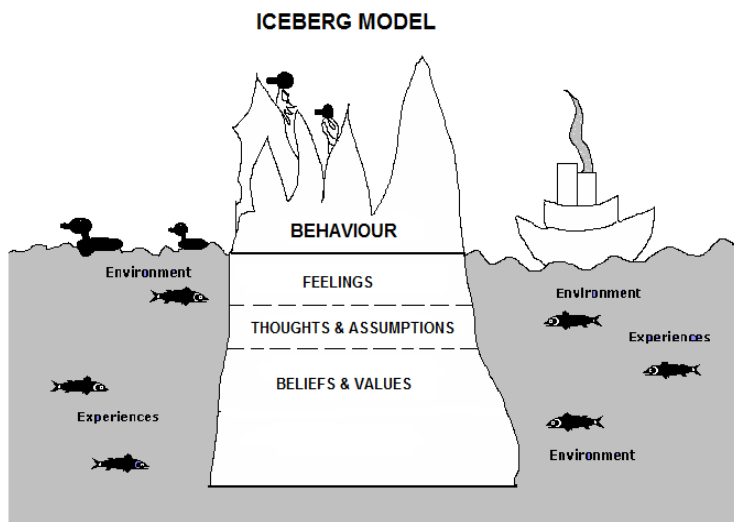 ICEBERG MODEL
BEHAVIOUR
Environment
FEELINGS
Environment
THOUGHTS & ASSUMPTIONS
Experiences
BELIEFS & VALUES
Experiences
Environment